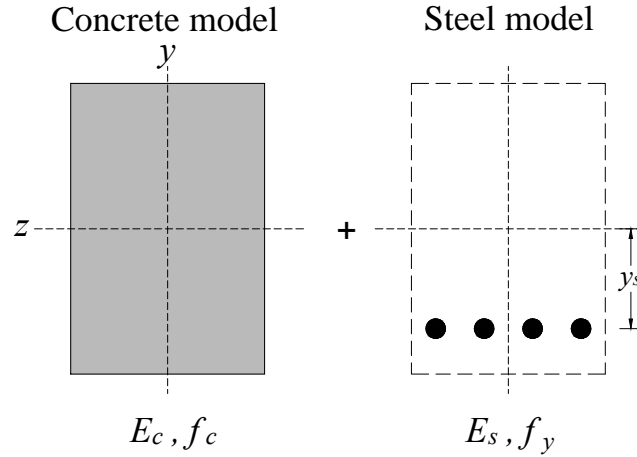 Concrete model
Steel model
y
z
+
ys
Ec , fc
Es , fy